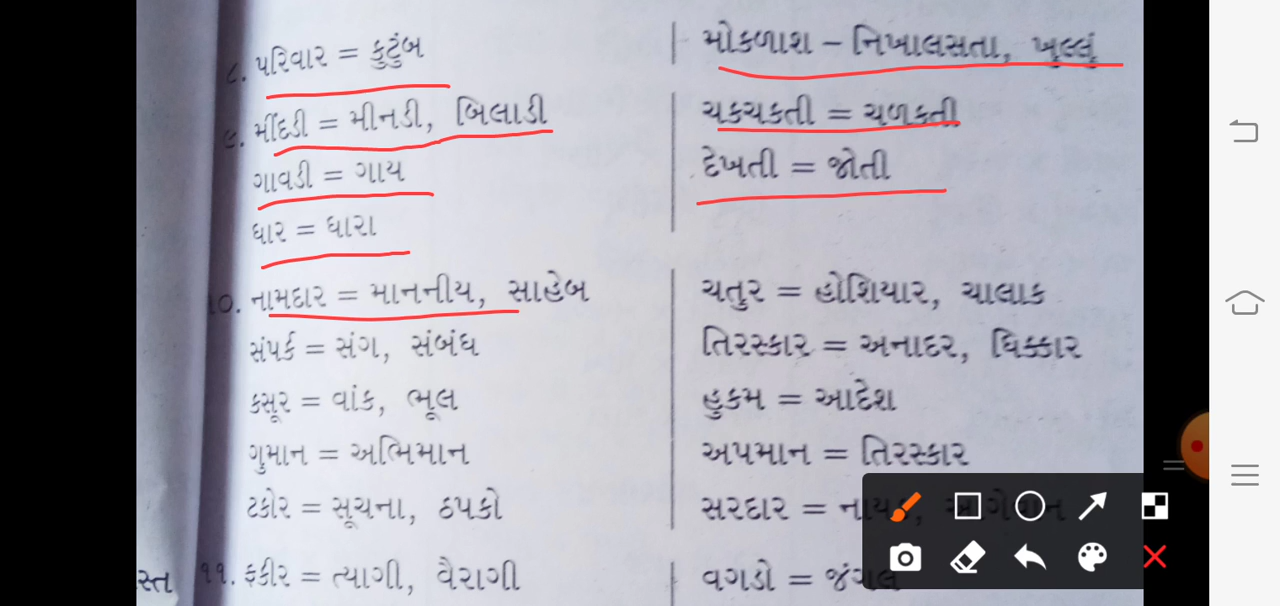 ૮. પરિવાર = કુટુંબ
મોકળાશ – નિખાલસતા, ખુલ્લું
૯. મીંદડી = મીનડી, બિલાડી
ચકચકતી = ચળકતી
ગાવડી = ગાય
દેખતી = જોતી
ધાર = ધારા
૧૦. નામદાર = માનનીય, સાહેબ
ચતુર = હોશિયાર, ચાલાક
સંપર્ક = સંગ, સંબંધ
તિરસ્કાર = અનાદર, ધિક્કાર
કસૂર = વાંક, ભૂલ
હુકમ = આદેશ
ગુમાન = અભિમાન
અપમાન = તિરસ્કાર
ટકોર = સૂચના, ઠપકો
સરદાર =
સ્ત ૧૧. ફકીર = ત્યાગી, વૈરાગી
વગડો = જંગલ